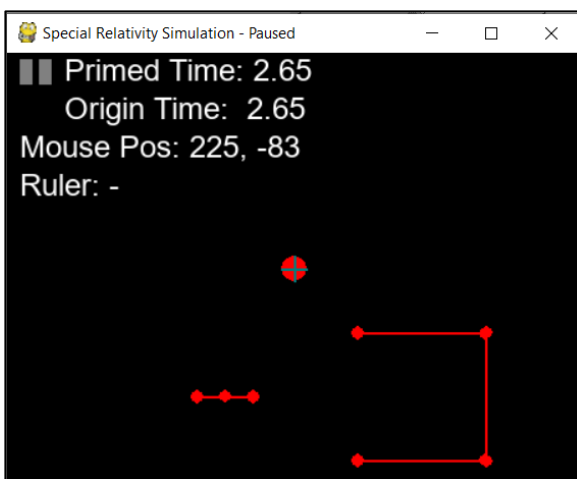 Special Relativity Simulation - Paused
Primed Time: 2.65
Origin Time: 2.65
Mouse Pos: 225, -83
Ruler: -